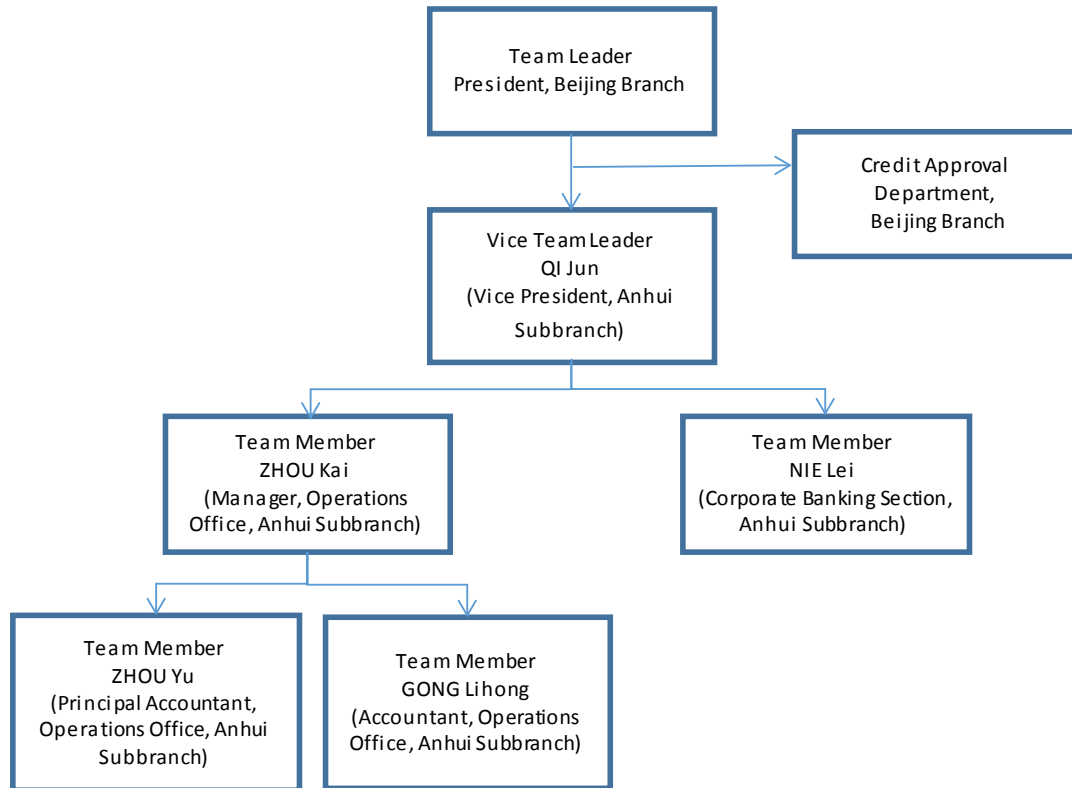 Team Leader
President, Beijing Branch
Credit Approval
Department,
Beijing Branch
Vice Team Leader
QI Jun
(Vice President, Anhui
Subbranch)
Team Member
ZHOU Kai
(Manager, Operations
Office, Anhui Subbranch)
Team Member
NIE Lei
(Corporate Banking Section,
Anhui Subbranch)
Team Member
ZHOU Yu
(Principal Accountant,
Operations Office, Anhui
Subbranch)
Team Member
GONG Lihong
(Accountant, Operations
Office, Anhui Subbranch)